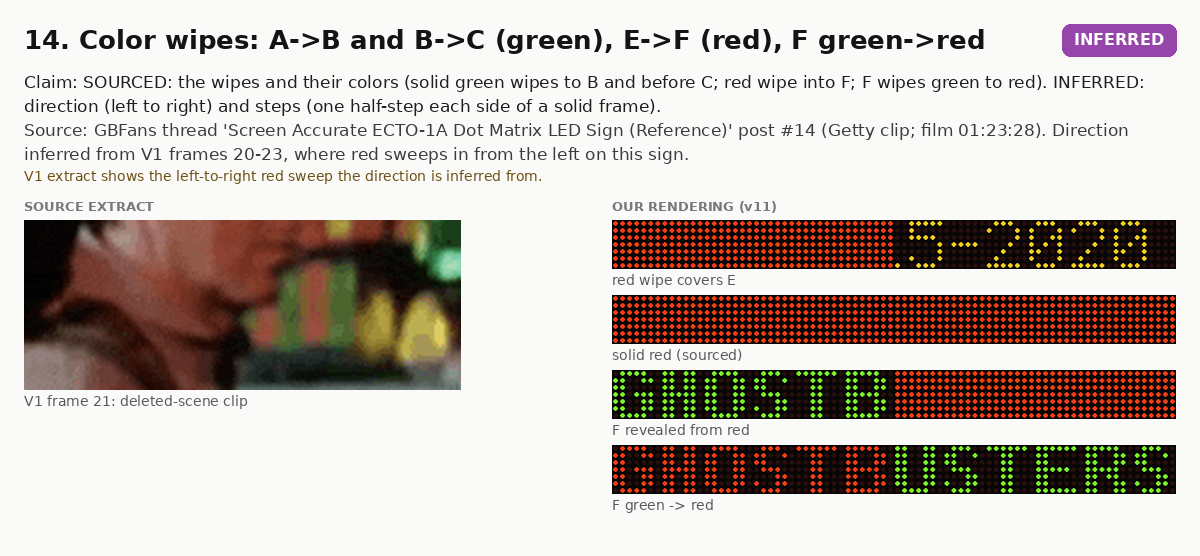 14. Color wipes: A->B and B->C (green), E->F (red), F green->red
INFERRED
Claim: SOURCED: the wipes and their colors (solid green wipes to B and before C; red wipe into F; F wipes green to red). INFERRED:
direction (left to right) and steps (one half-step each side of a solid frame).
Source: GBFans thread 'Screen Accurate ECTO-1A Dot Matrix LED Sign (Reference)' post #14 (Getty clip; film 01:23:28). Direction
inferred from V1 frames 20-23, where red sweeps in from the left on this sign.
V1 extract shows the left-to-right red sweep the direction is inferred from.
SOURCE EXTRACT
V1 frame 21: deleted-scene clip
OUR RENDERING (v11)
5-2020
red wipe covers E
solid red (sourced)
GHOSTB
F revealed from red
GHOSTBUSTERS
F green -> red